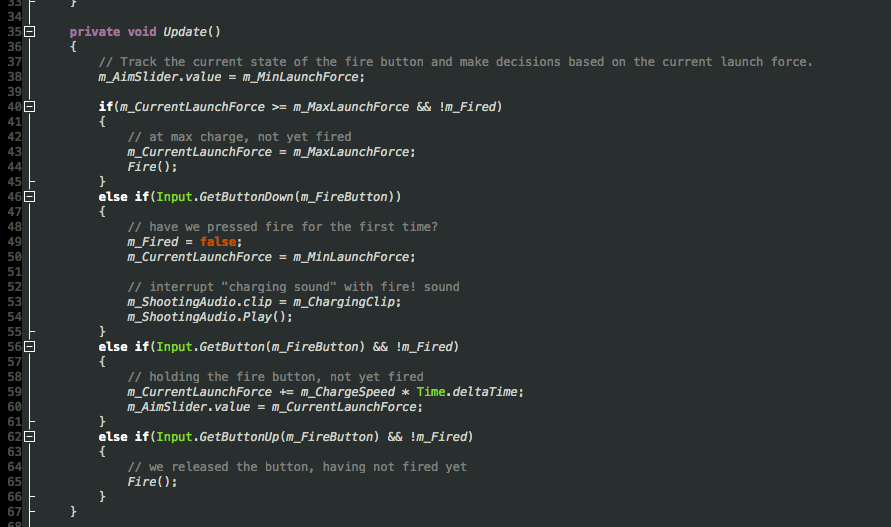 33 }
34
35 private void Update()
36 {
37 // Track the current state of the fire button and make decisions based on the current launch force.
38 m_AimSlider.value = m_MinLaunchForce;
39
40 if(m_CurrentLaunchForce >= m_MaxLaunchForce && !m_Fired)
41 {
42 // at max charge, not yet fired
43 m_CurrentLaunchForce = m_MaxLaunchForce;
44 Fire();
45 }
46 else if(Input.GetButtonDown(m_FireButton))
47 {
48 // have we pressed fire for the first time?
49 m_Fired = false;
50 m_CurrentLaunchForce = m_MinLaunchForce;
51
52 // interrupt "charging sound" with fire! sound
53 m_ShootingAudio.clip = m_ChargingClip;
54 m_ShootingAudio.Play();
55 }
56 else if(Input.GetButton(m_FireButton) && !m_Fired)
57 {
58 // holding the fire button, not yet fired
59 m_CurrentLaunchForce += m_ChargeSpeed * Time.deltaTime;
60 m_AimSlider.value = m_CurrentLaunchForce;
61 }
62 else if(Input.GetButtonUp(m_FireButton) && !m_Fired)
63 {
64 // we released the button, having not fired yet
65 Fire();
66 }
67 }
68